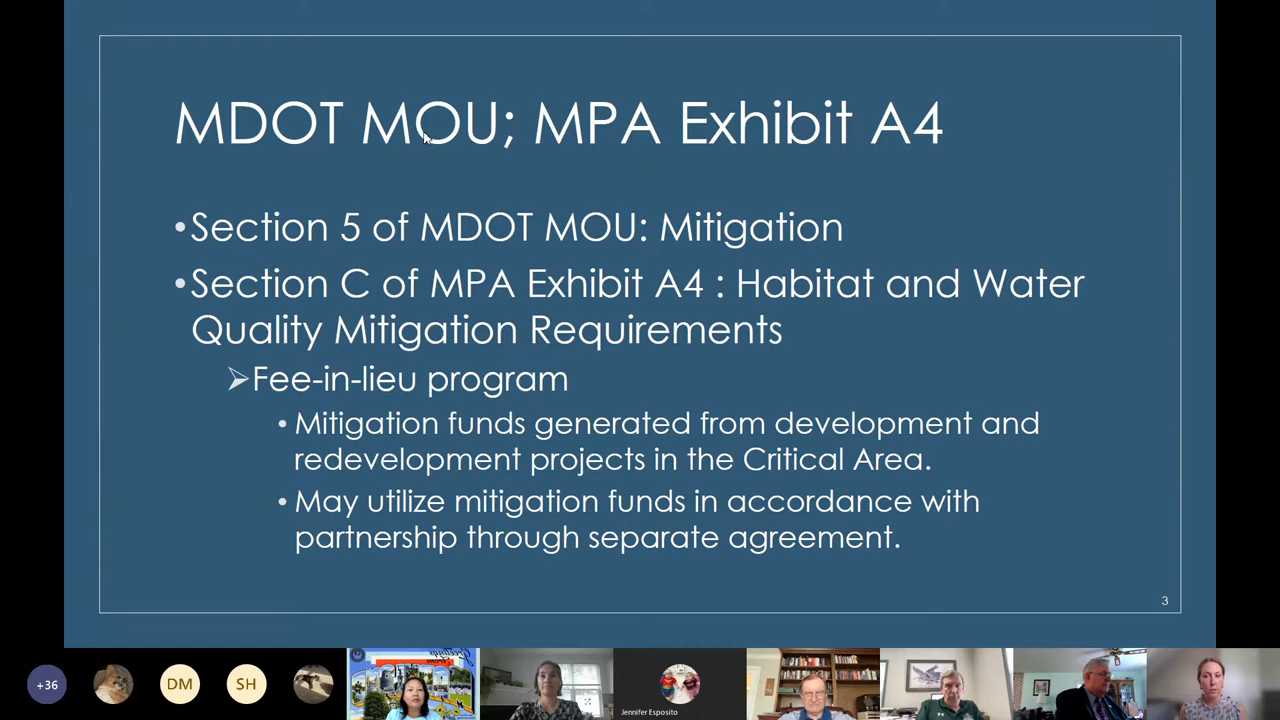 MDOT MOU; MPA Exhibit A4
•Section 5 of MDOT MOU: Mitigation
•Section C of MPA Exhibit A4 : Habitat and Water
Quality Mitigation Requirements
➢Fee-in-lieu program
• Mitigation funds generated from development and
redevelopment projects in the Critical Area.
• May utilize mitigation funds in accordance with
partnership through separate agreement.
3
+36
DM
SH
Greetings
Jennifer Esposito